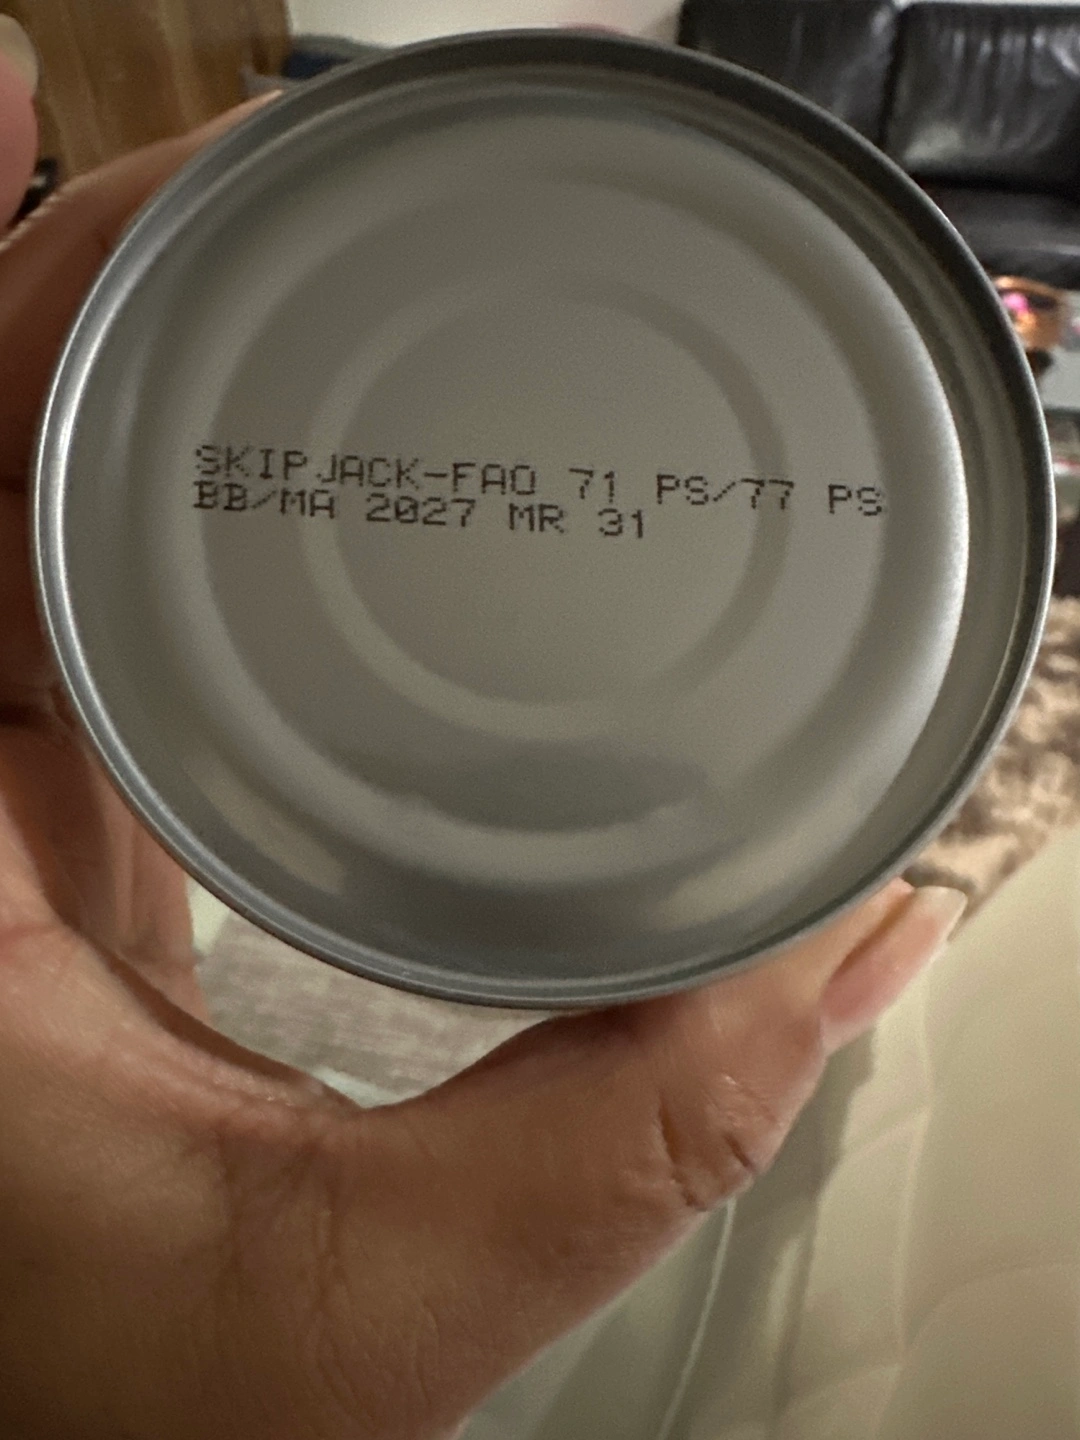 SKIPJACK-FAO 71 PS/77 PS
BB/MA 2027 MR 31